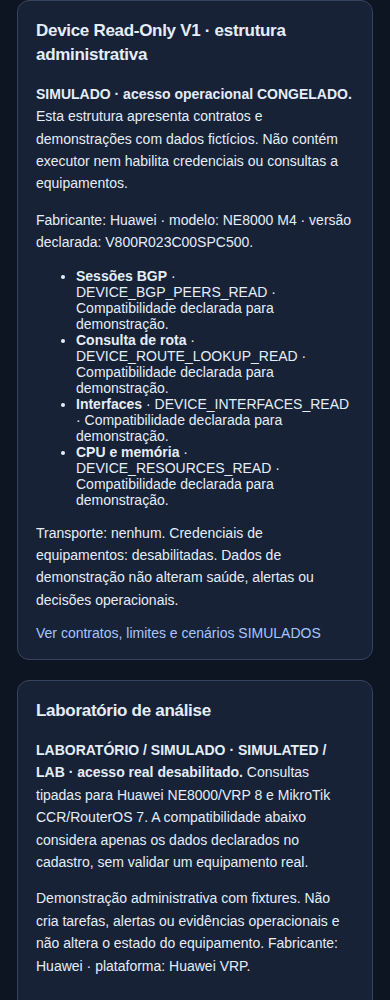 Device Read-Only V1 · estrutura
administrativa
SIMULADO · acesso operacional CONGELADO.
Esta estrutura apresenta contratos e
demonstrações com dados fictícios. Não contém
executor nem habilita credenciais ou consultas a
equipamentos.
Fabricante: Huawei · modelo: NE8000 M4 · versão
declarada: V800R023C00SPC500.
• Sessões BGP ·
DEVICE_BGP_PEERS_READ ·
Compatibilidade declarada para
demonstração.
• Consulta de rota ·
DEVICE_ROUTE_LOOKUP_READ ·
Compatibilidade declarada para
demonstração.
• Interfaces · DEVICE_INTERFACES_READ
· Compatibilidade declarada para
demonstração.
• CPU e memória ·
DEVICE_RESOURCES_READ ·
Compatibilidade declarada para
demonstração.
Transporte: nenhum. Credenciais de
equipamentos: desabilitadas. Dados de
demonstração não alteram saúde, alertas ou
decisões operacionais.
Ver contratos, limites e cenários SIMULADOS
Laboratório de análise
LABORATÓRIO / SIMULADO · SIMULATED /
LAB · acesso real desabilitado. Consultas
tipadas para Huawei NE8000/VRP 8 e MikroTik
CCR/RouterOS 7. A compatibilidade abaixo
considera apenas os dados declarados no
cadastro, sem validar um equipamento real.
Demonstração administrativa com fixtures. Não
cria tarefas, alertas ou evidências operacionais e
não altera o estado do equipamento. Fabricante:
Huawei · plataforma: Huawei VRP.